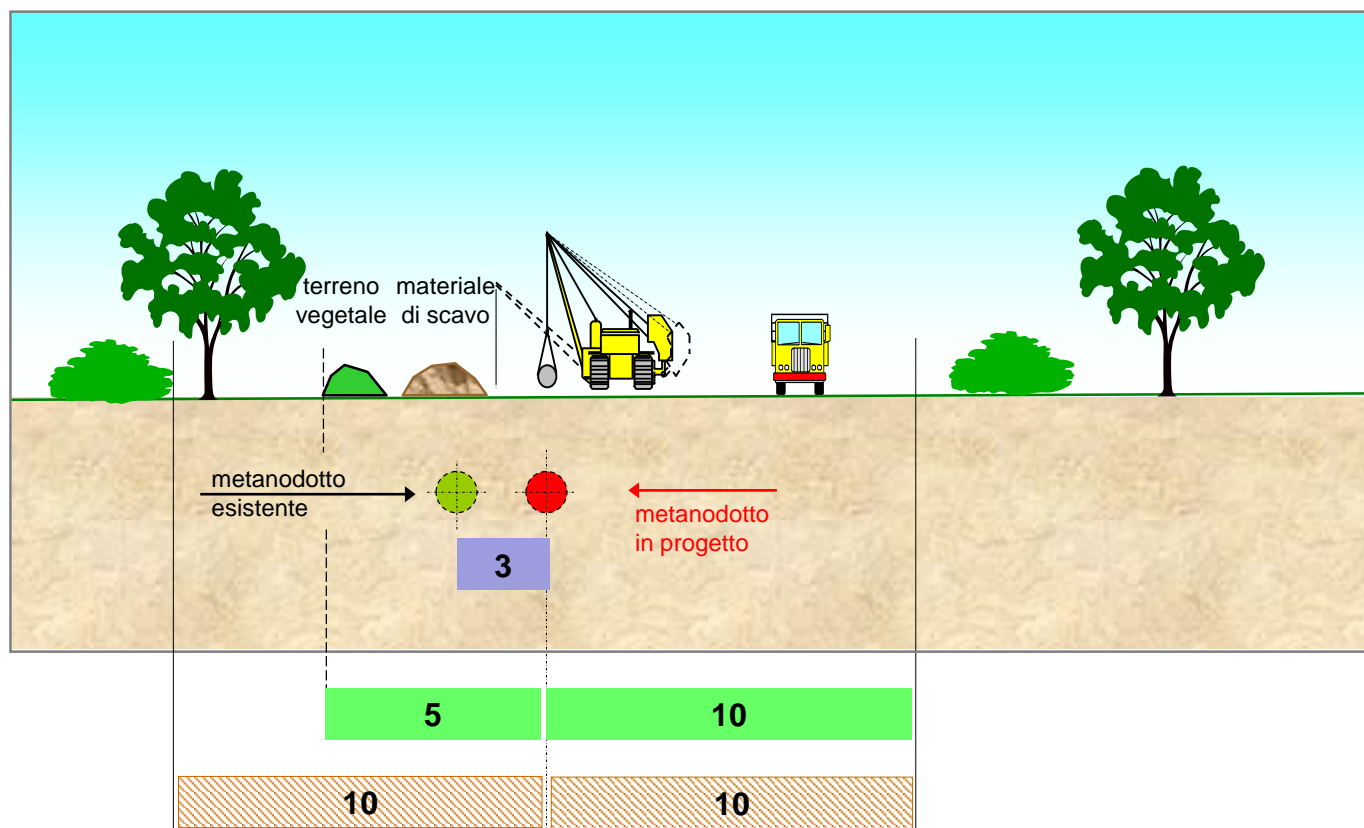 terreno materiale
vegetale di scavo
metanodotto
esistente
metanodotto
in progetto
3
5 10
10 10